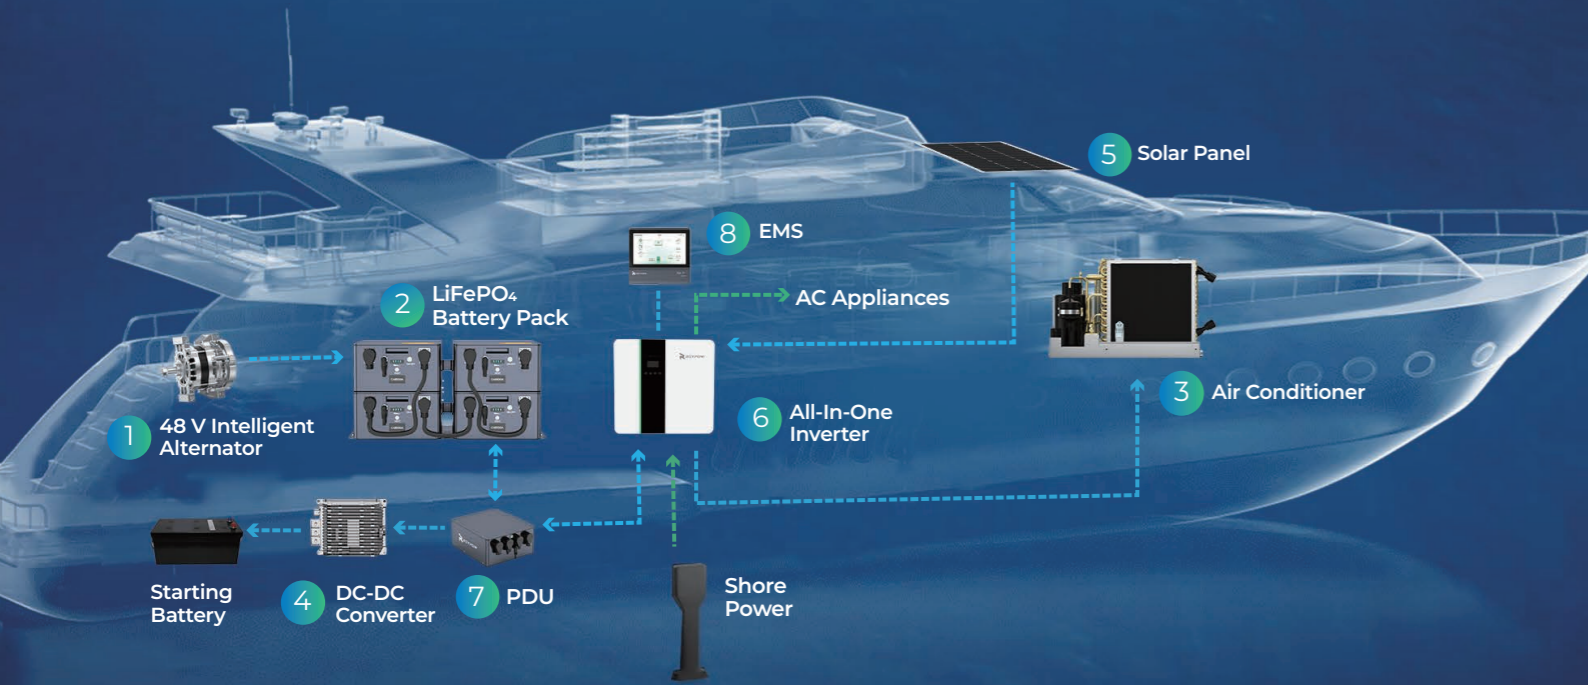 5 Solar Panel
8 EMS
2 LiFePO₄
Battery Pack
AC Appliances
1 48 V Intelligent
Alternator
6 All-In-One
Inverter
3 Air Conditioner
Starting
Battery
4 DC-DC
Converter
7 PDU
Shore
Power